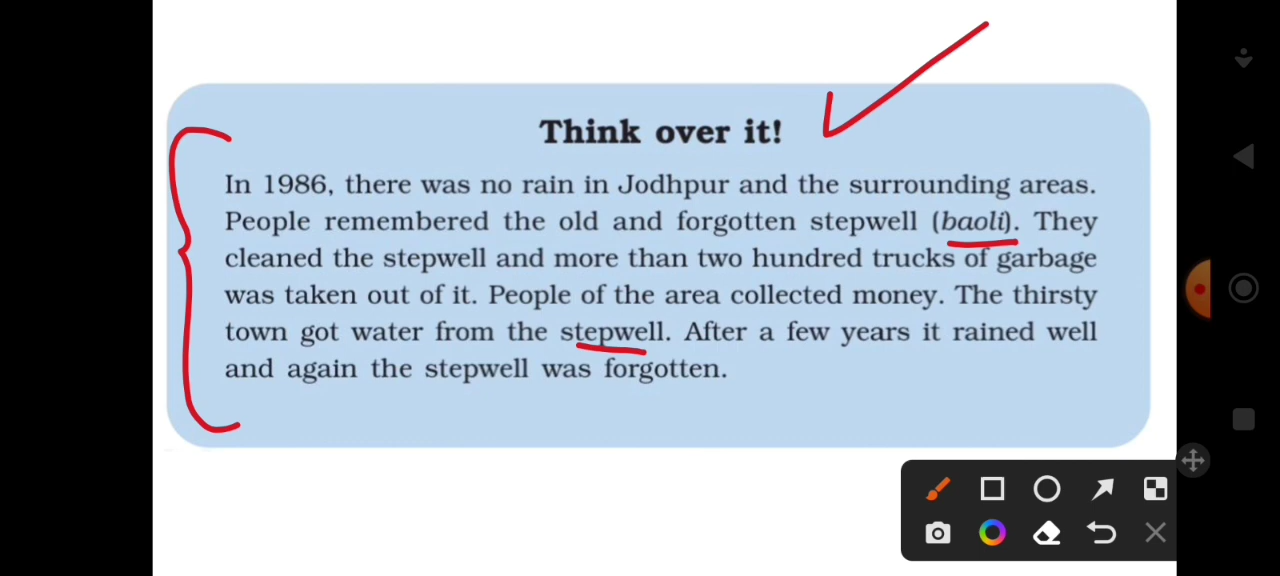 Think over it!
In 1986, there was no rain in Jodhpur and the surrounding areas.
People remembered the old and forgotten stepwell (baoli). They
cleaned the stepwell and more than two hundred trucks of garbage
was taken out of it. People of the area collected money. The thirsty
town got water from the stepwell. After a few years it rained well
and again the stepwell was forgotten.